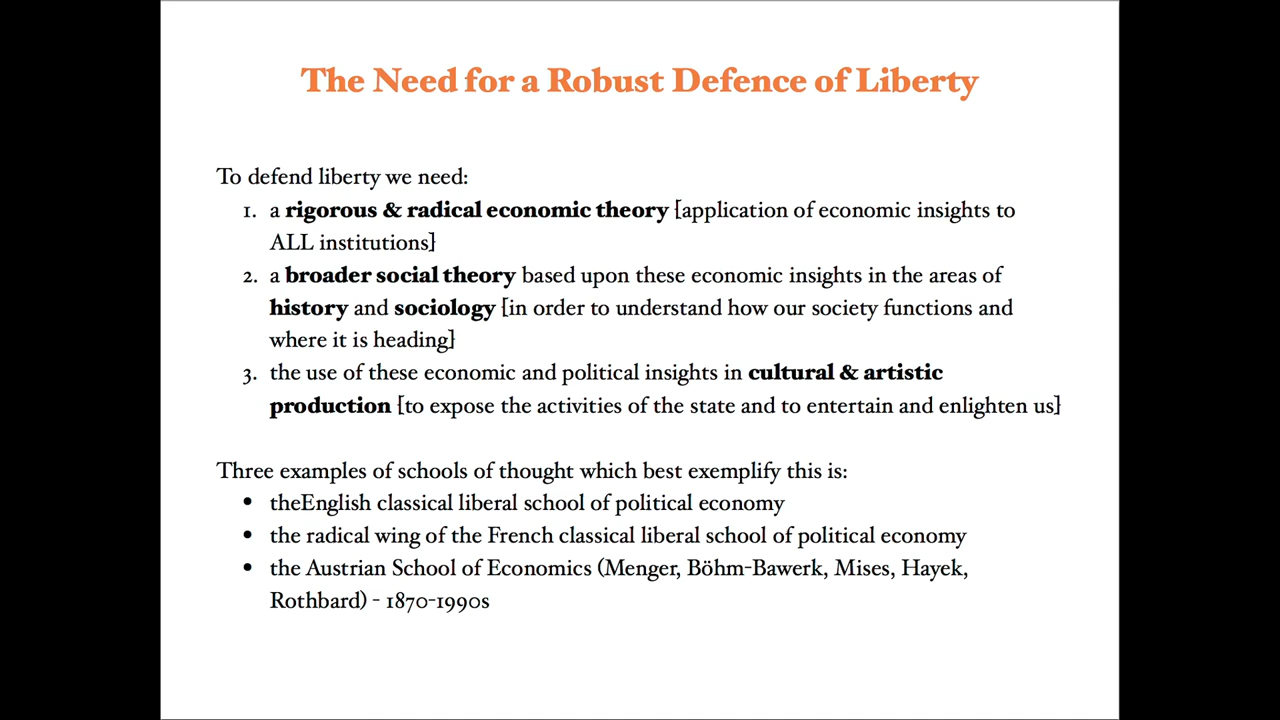 The Need for a Robust Defence of Liberty
To defend liberty we need:
1. a rigorous & radical economic theory [application of economic insights to
ALL institutions]
2. a broader social theory based upon these economic insights in the areas of
history and sociology [in order to understand how our society functions and
where it is heading]
3. the use of these economic and political insights in cultural & artistic
production [to expose the activities of the state and to entertain and enlighten us]
Three examples of schools of thought which best exemplify this is:
• theEnglish classical liberal school of political economy
• the radical wing of the French classical liberal school of political economy
• the Austrian School of Economics (Menger, Böhm-Bawerk, Mises, Hayek,
Rothbard) - 1870-1990s